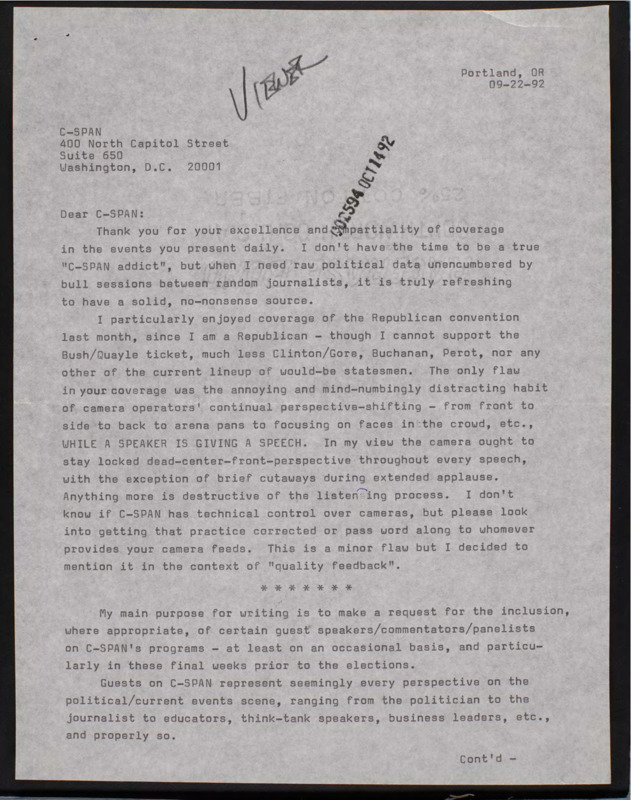 VIEWER
Portland, OR
09-22-92
C-SPAN
400 North Capitol Street
Suite 650
Washington, D.C.  20001
002594 OCT 14 92
Dear C-SPAN:
Thank you for your excellence and impartiality of coverage
in the events you present daily.  I don't have the time to be a true
"C-SPAN addict", but when I need raw political data unencumbered by
bull sessions between random journalists, it is truly refreshing
to have a solid, no-nonsense source.
I particularly enjoyed coverage of the Republican convention
last month, since I am a Republican - though I cannot support the
Bush/Quayle ticket, much less Clinton/Gore, Buchanan, Perot, nor any
other of the current lineup of would-be statesmen.  The only flaw
in your coverage was the annoying and mind-numbingly distracting habit
of camera operators' continual perspective-shifting - from front to
side to back to arena pans to focusing on faces in the crowd, etc.,
WHILE A SPEAKER IS GIVING A SPEECH.  In my view the camera ought to
stay locked dead-center-front-perspective throughout every speech,
with the exception of brief cutaways during extended applause.
Anything more is destructive of the listen ing process.  I don't
know if C-SPAN has technical control over cameras, but please look
into getting that practice corrected or pass word along to whomever
provides your camera feeds.  This is a minor flaw but I decided to
mention it in the context of "quality feedback".
* * * * * * *
My main purpose for writing is to make a request for the inclusion,
where appropriate, of certain guest speakers/commentators/panelists
on C-SPAN's programs - at least on an occasional basis, and particu-
larly in these final weeks prior to the elections.
Guests on C-SPAN represent seemingly every perspective on the
political/current events scene, ranging from the politician to the
journalist to educators, think-tank speakers, business leaders, etc.,
and properly so.
Cont'd -